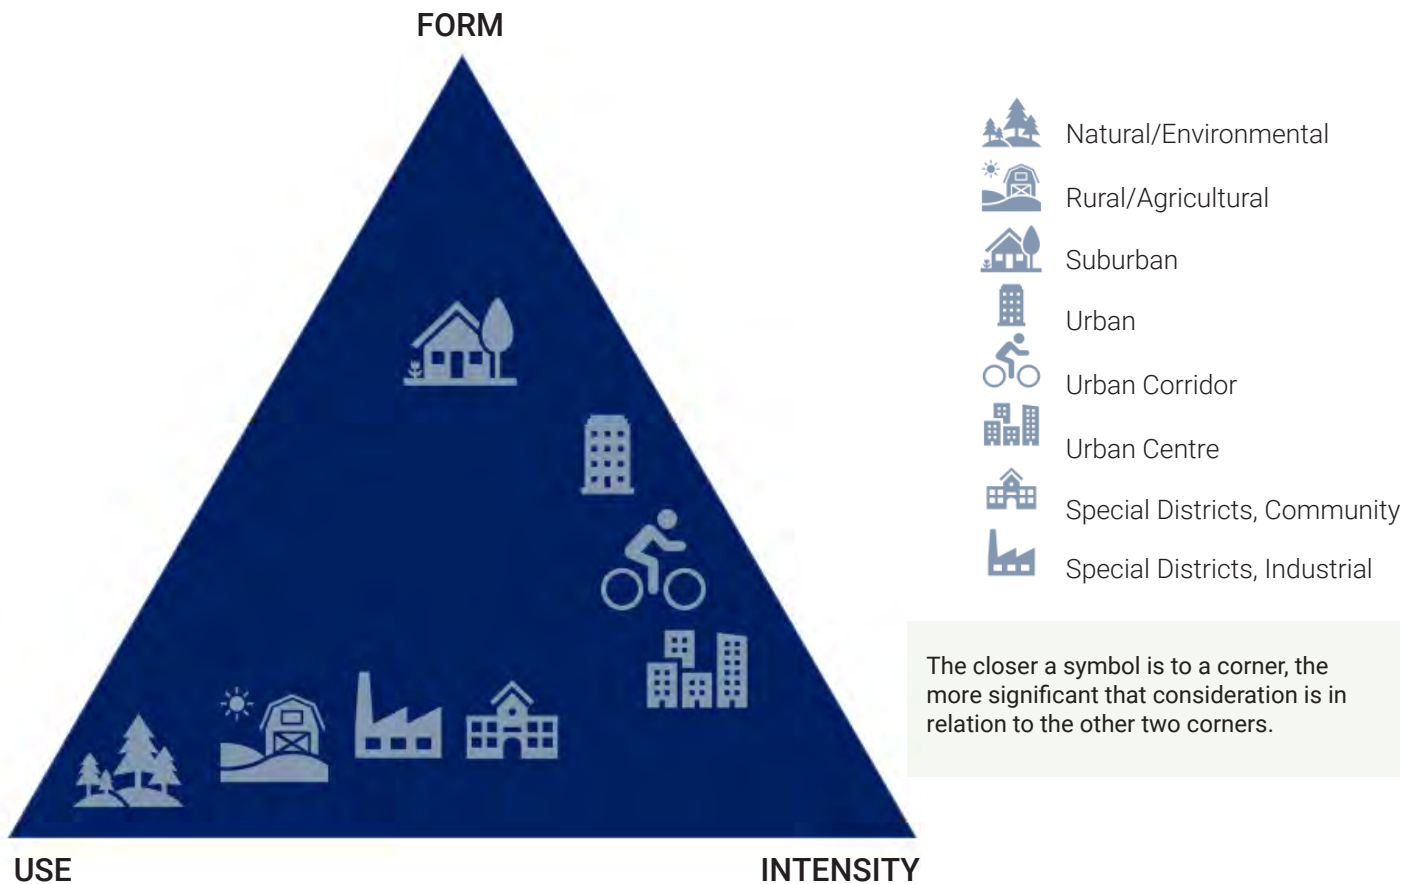 FORM
Natural/Environmental
Rural/Agricultural
Suburban
Urban
Urban Corridor
Urban Centre
Special Districts, Community
Special Districts, Industrial
The closer a symbol is to a corner, the
more significant that consideration is in
relation to the other two corners.
USE
INTENSITY